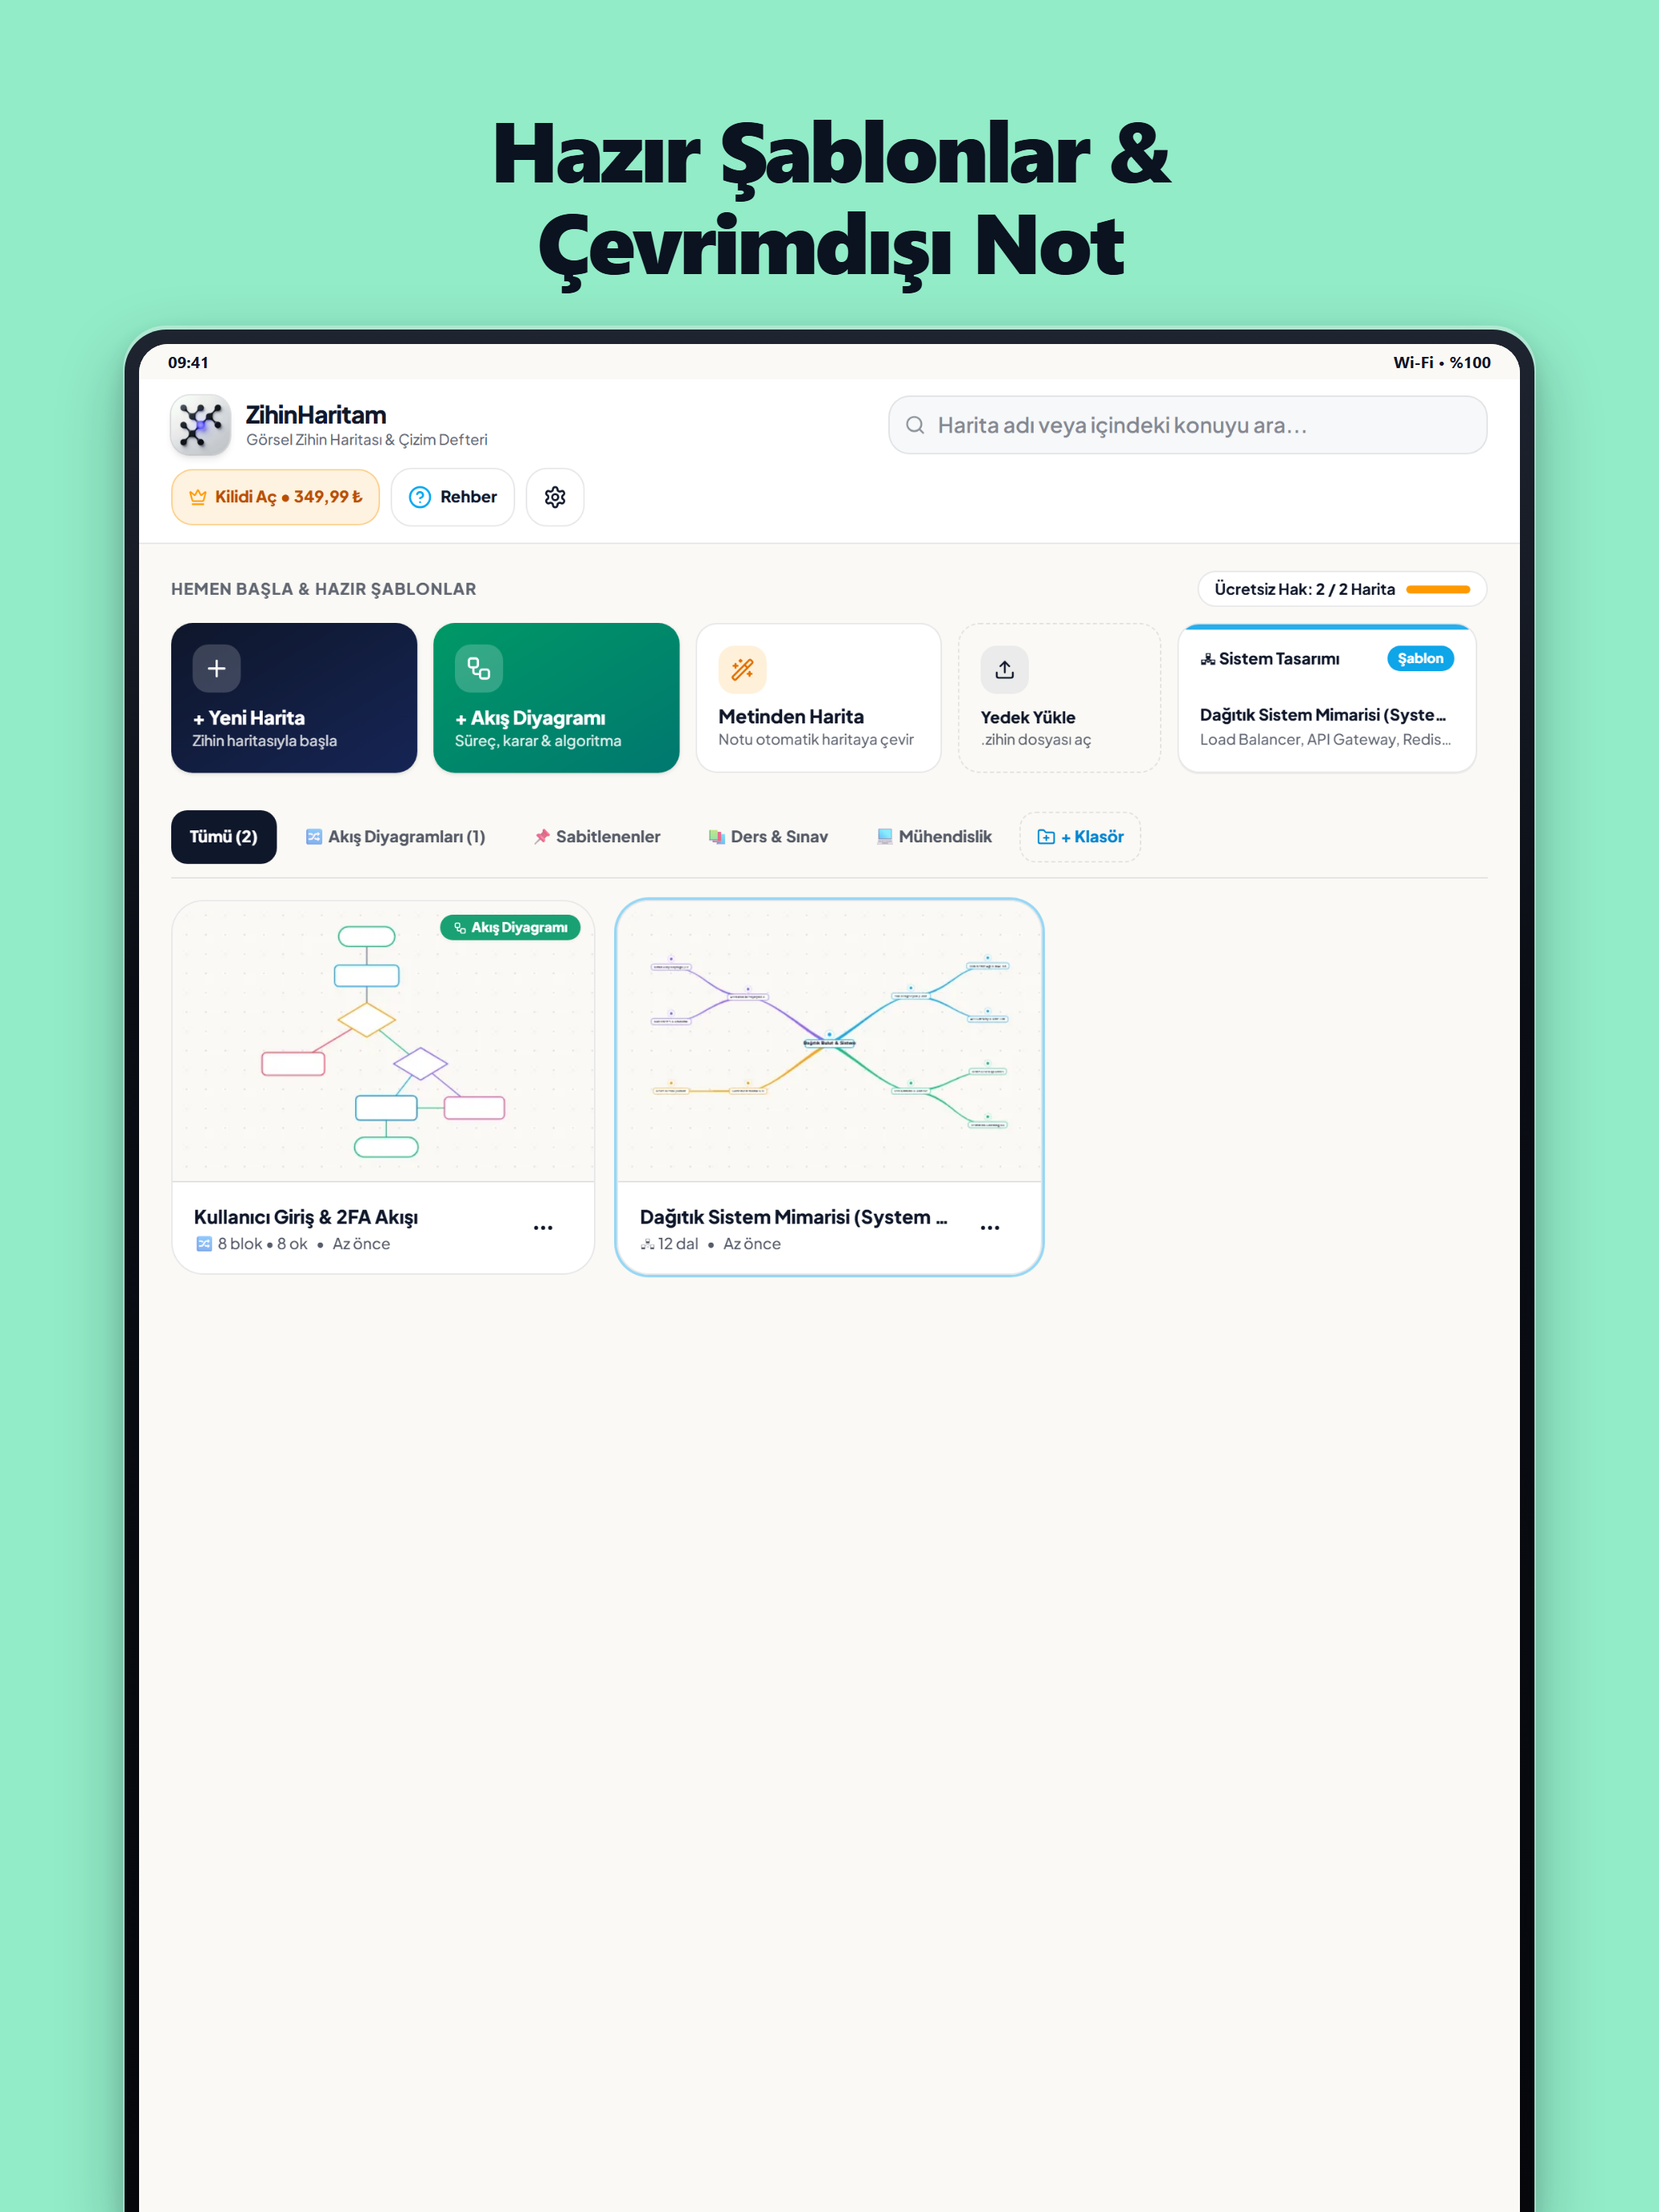 Hazır Şablonlar &
Çevrimdışı Not
09:41
Wi-Fi • %100
ZihinHaritam
Görsel Zihin Haritası & Çizim Defteri
Harita adı veya içindeki konuyu ara...
Kilidi Aç • 349,99 ₺
Rehber
HEMEN BAŞLA & HAZIR ŞABLONLAR
Ücretsiz Hak: 2 / 2 Harita
+ Yeni Harita
Zihin haritasıyla başla
+ Akış Diyagramı
Süreç, karar & algoritma
Metinden Harita
Notu otomatik haritaya çevir
Yedek Yükle
.zihin dosyası aç
Sistem Tasarımı
Şablon
Dağıtık Sistem Mimarisi (Syste...
Load Balancer, API Gateway, Redis...
Tümü (2)
Akış Diyagramları (1)
Sabitlenenler
Ders & Sınav
Mühendislik
+ Klasör
Akış Diyagramı
Kullanıcı Giriş & 2FA Akışı
8 blok • 8 ok • Az önce
Dağıtık Sistem Mimarisi (System ...
12 dal • Az önce